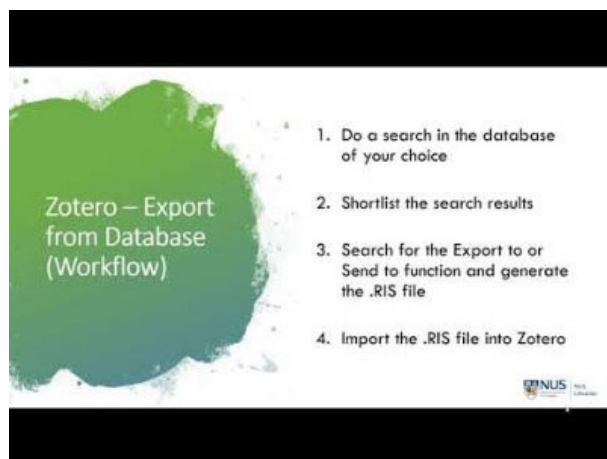 Zotero – Export
from Database
(Workflow)
1. Do a search in the database
of your choice
2. Shortlist the search results
3. Search for the Export to or
Send to function and generate
the .RIS file
4. Import the .RIS file into Zotero
NUS